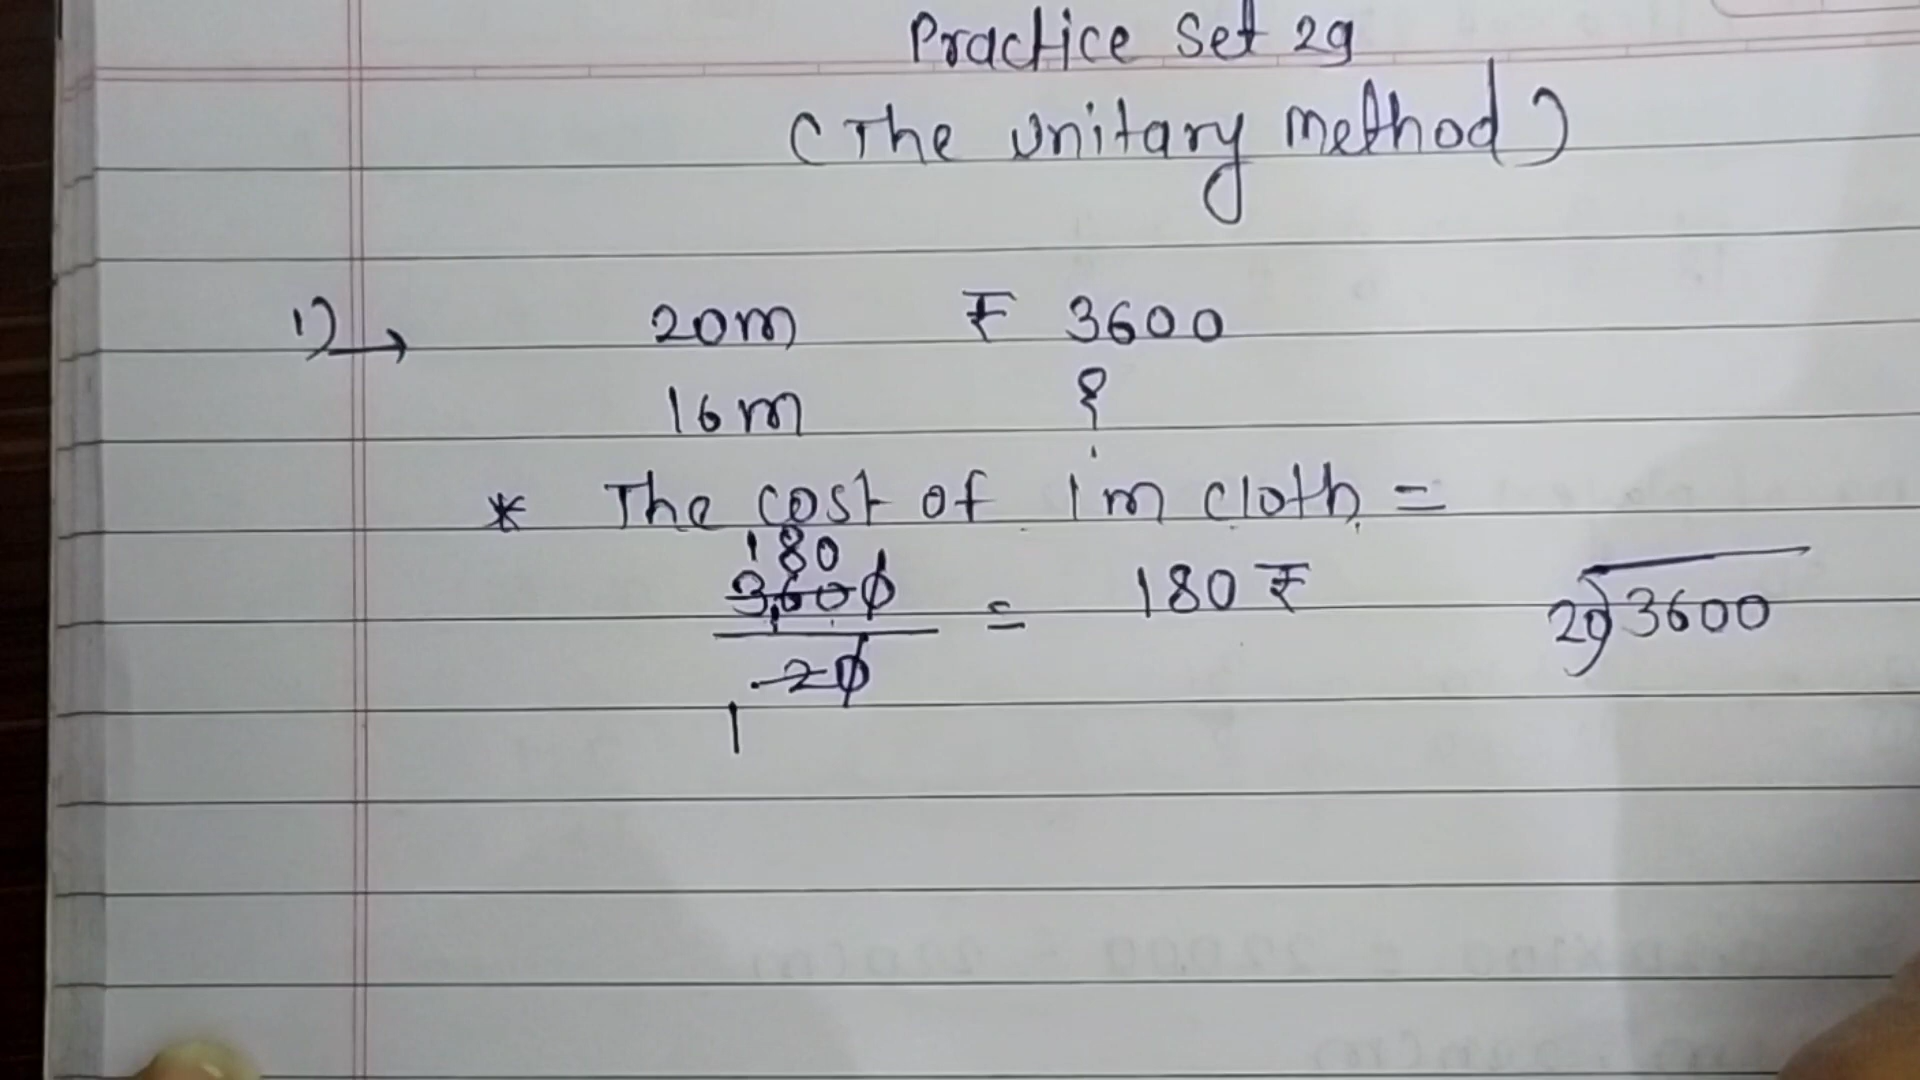 Practice Set 29
(The unitary method)
1)→ 20m ₹ 3600
16m ?
* The cost of 1m cloth =
180
3600
20
1
= 180 ₹
20)3600